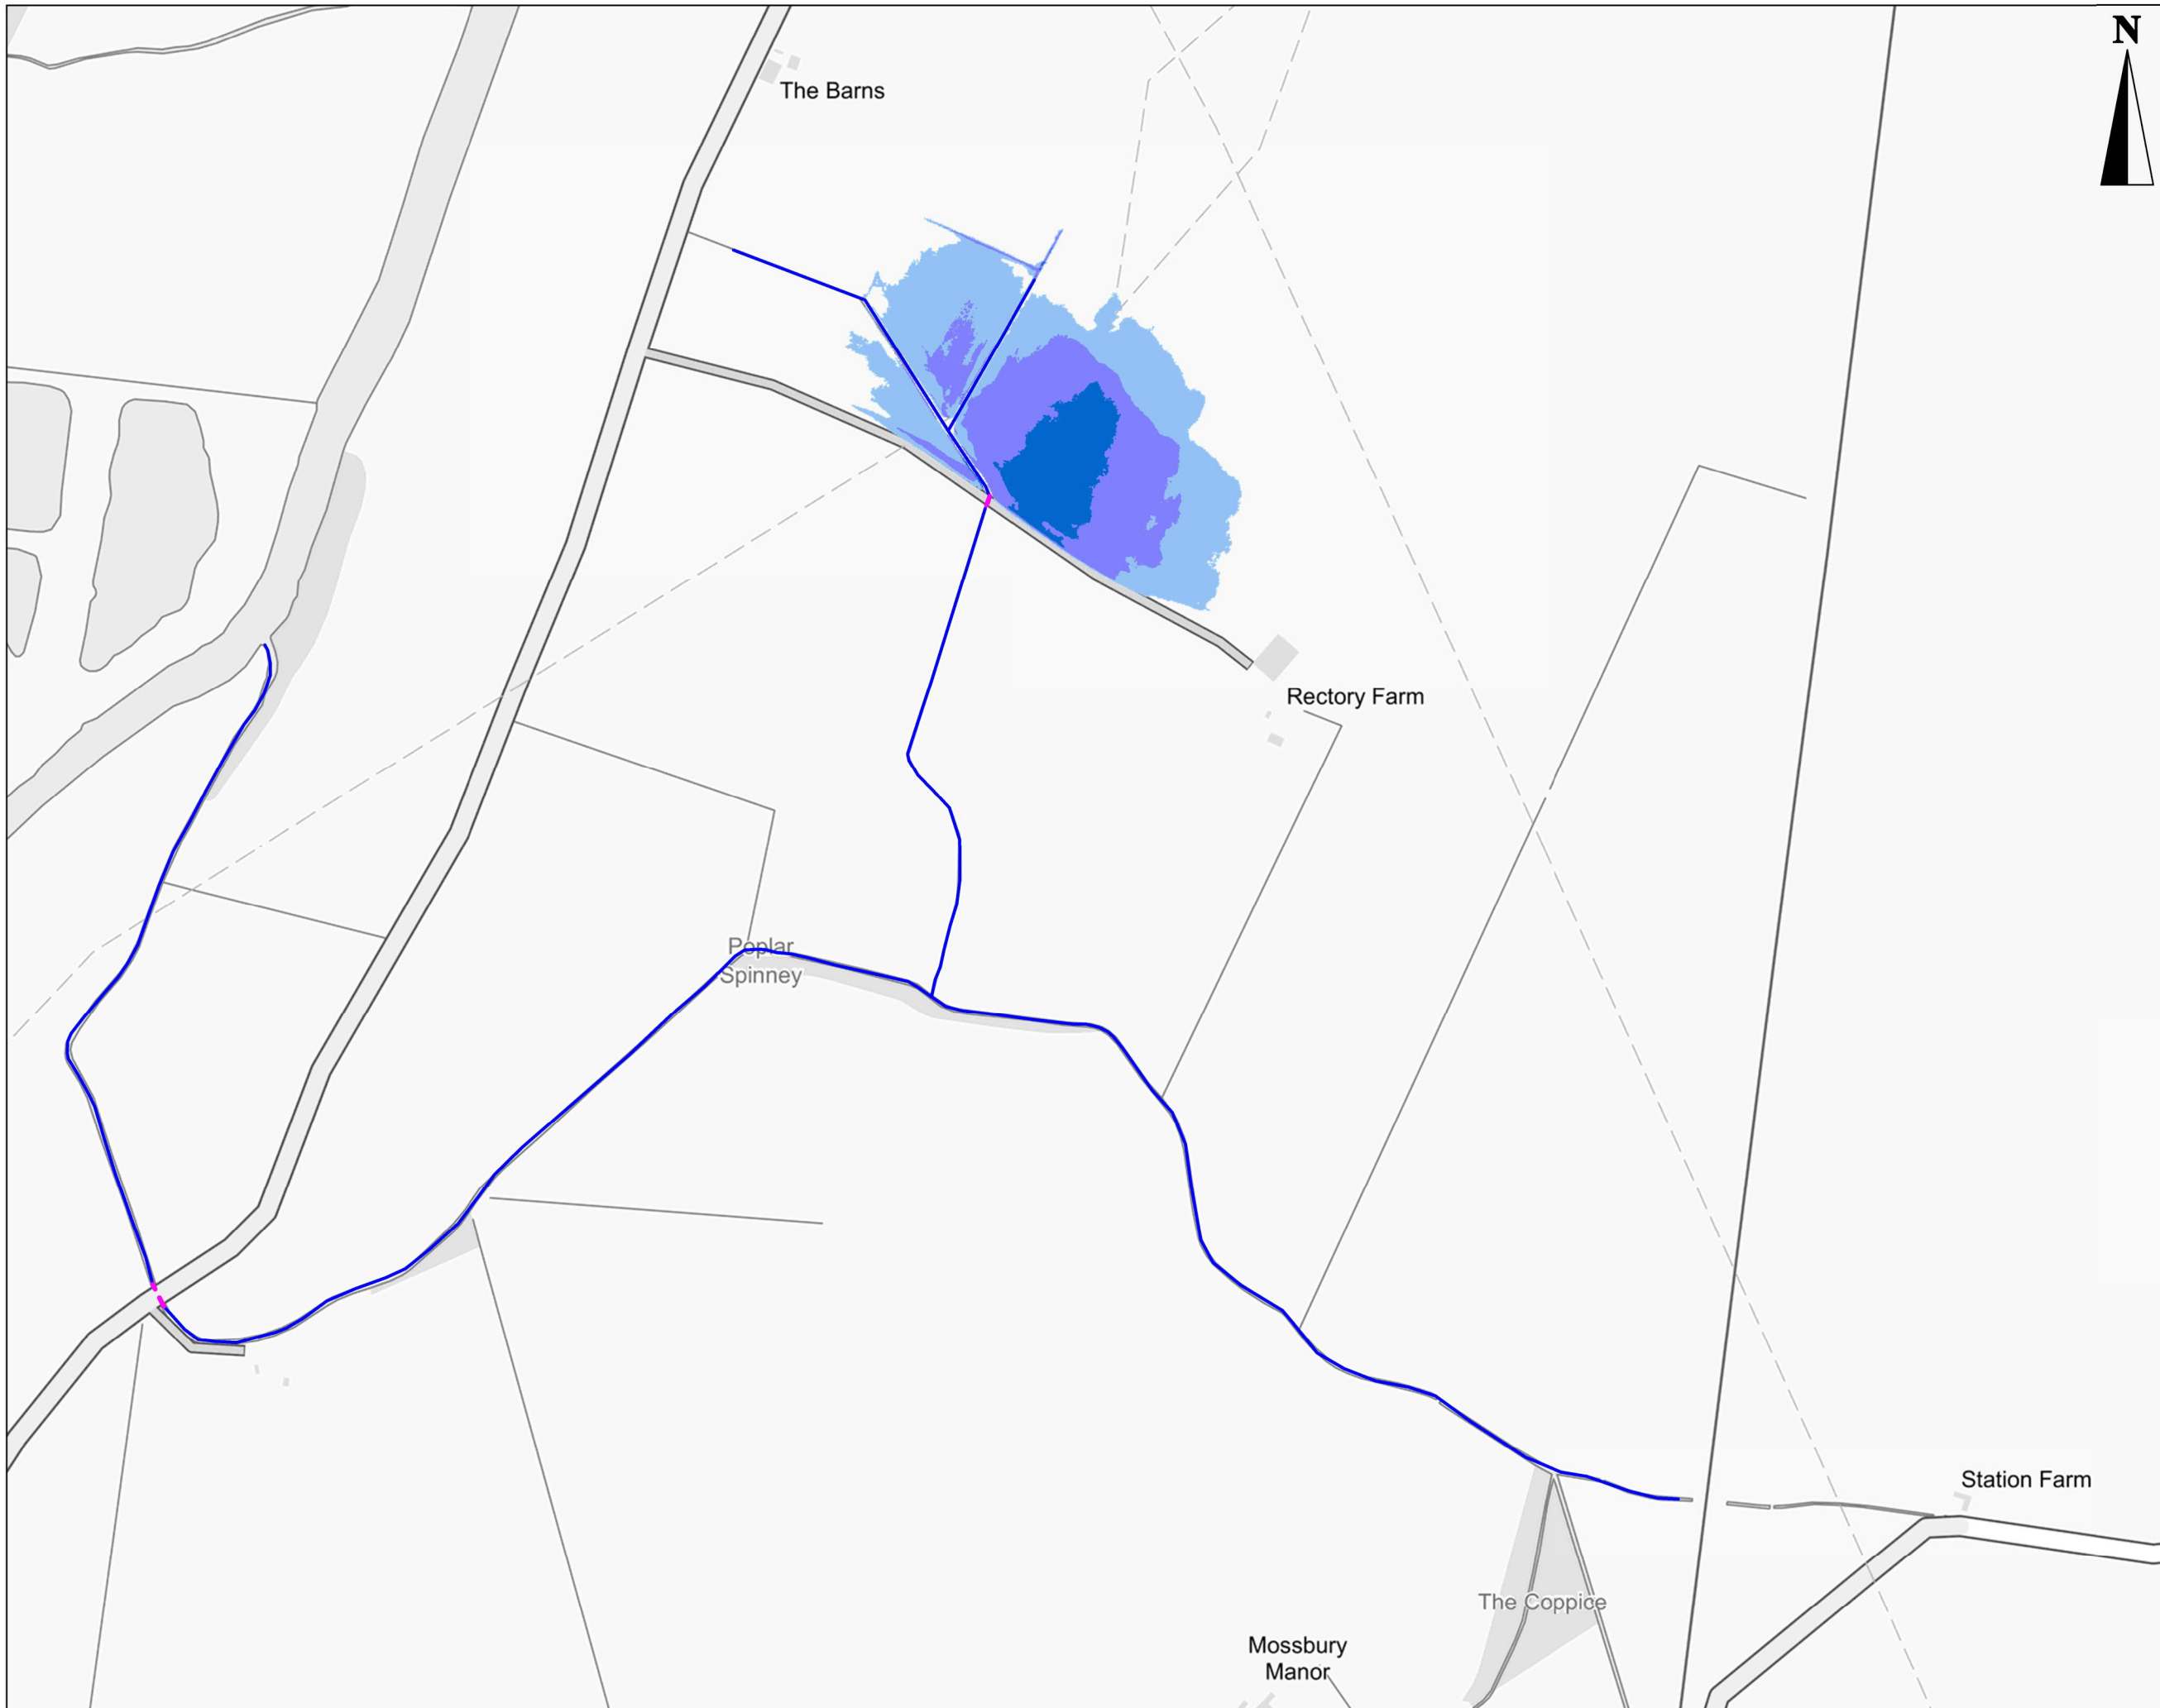 N
The Barns
Rectory Farm
Poplar
Spinney
Station Farm
The Coppice
Mossbury
Manor